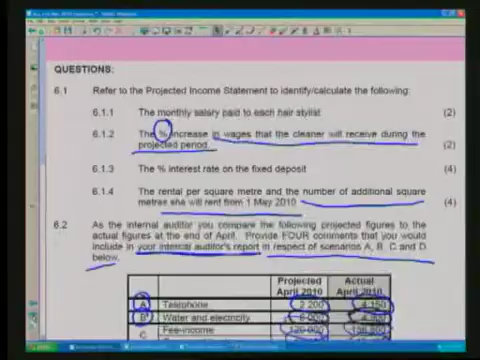 QUESTIONS:
6.1 Refer to the Projected Income Statement to identify/calculate the following:
6.1.1 The monthly salary paid to each hair stylist (2)
6.1.2 The % increase in wages that the cleaner will receive during the
projected period. (2)
6.1.3 The % interest rate on the fixed deposit (4)
6.1.4 The rental per square metre and the number of additional square
metres she will rent from 1 May 2010 (4)
6.2 As the internal auditor you compare the following projected figures to the
actual figures at the end of April. Provide FOUR comments that you would
include in your internal auditor's report in respect of scenarios A, B, C and D
below.
Projected Actual
April 2010 April 2010
A Telephone 2 200 4 150
B Water and electricity
C Fee-income 120 000